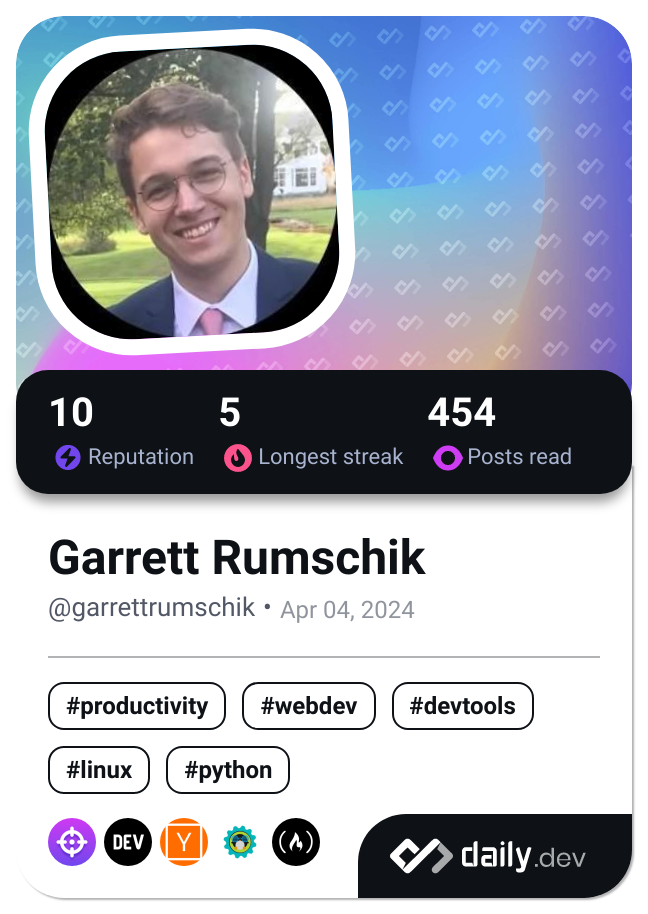 10 5 454
Reputation Longest streak Posts read
Garrett Rumschik
@garrettrumschik • Apr 04, 2024
#productivity #webdev #devtools
#linux #python
DEV Y
daily.dev